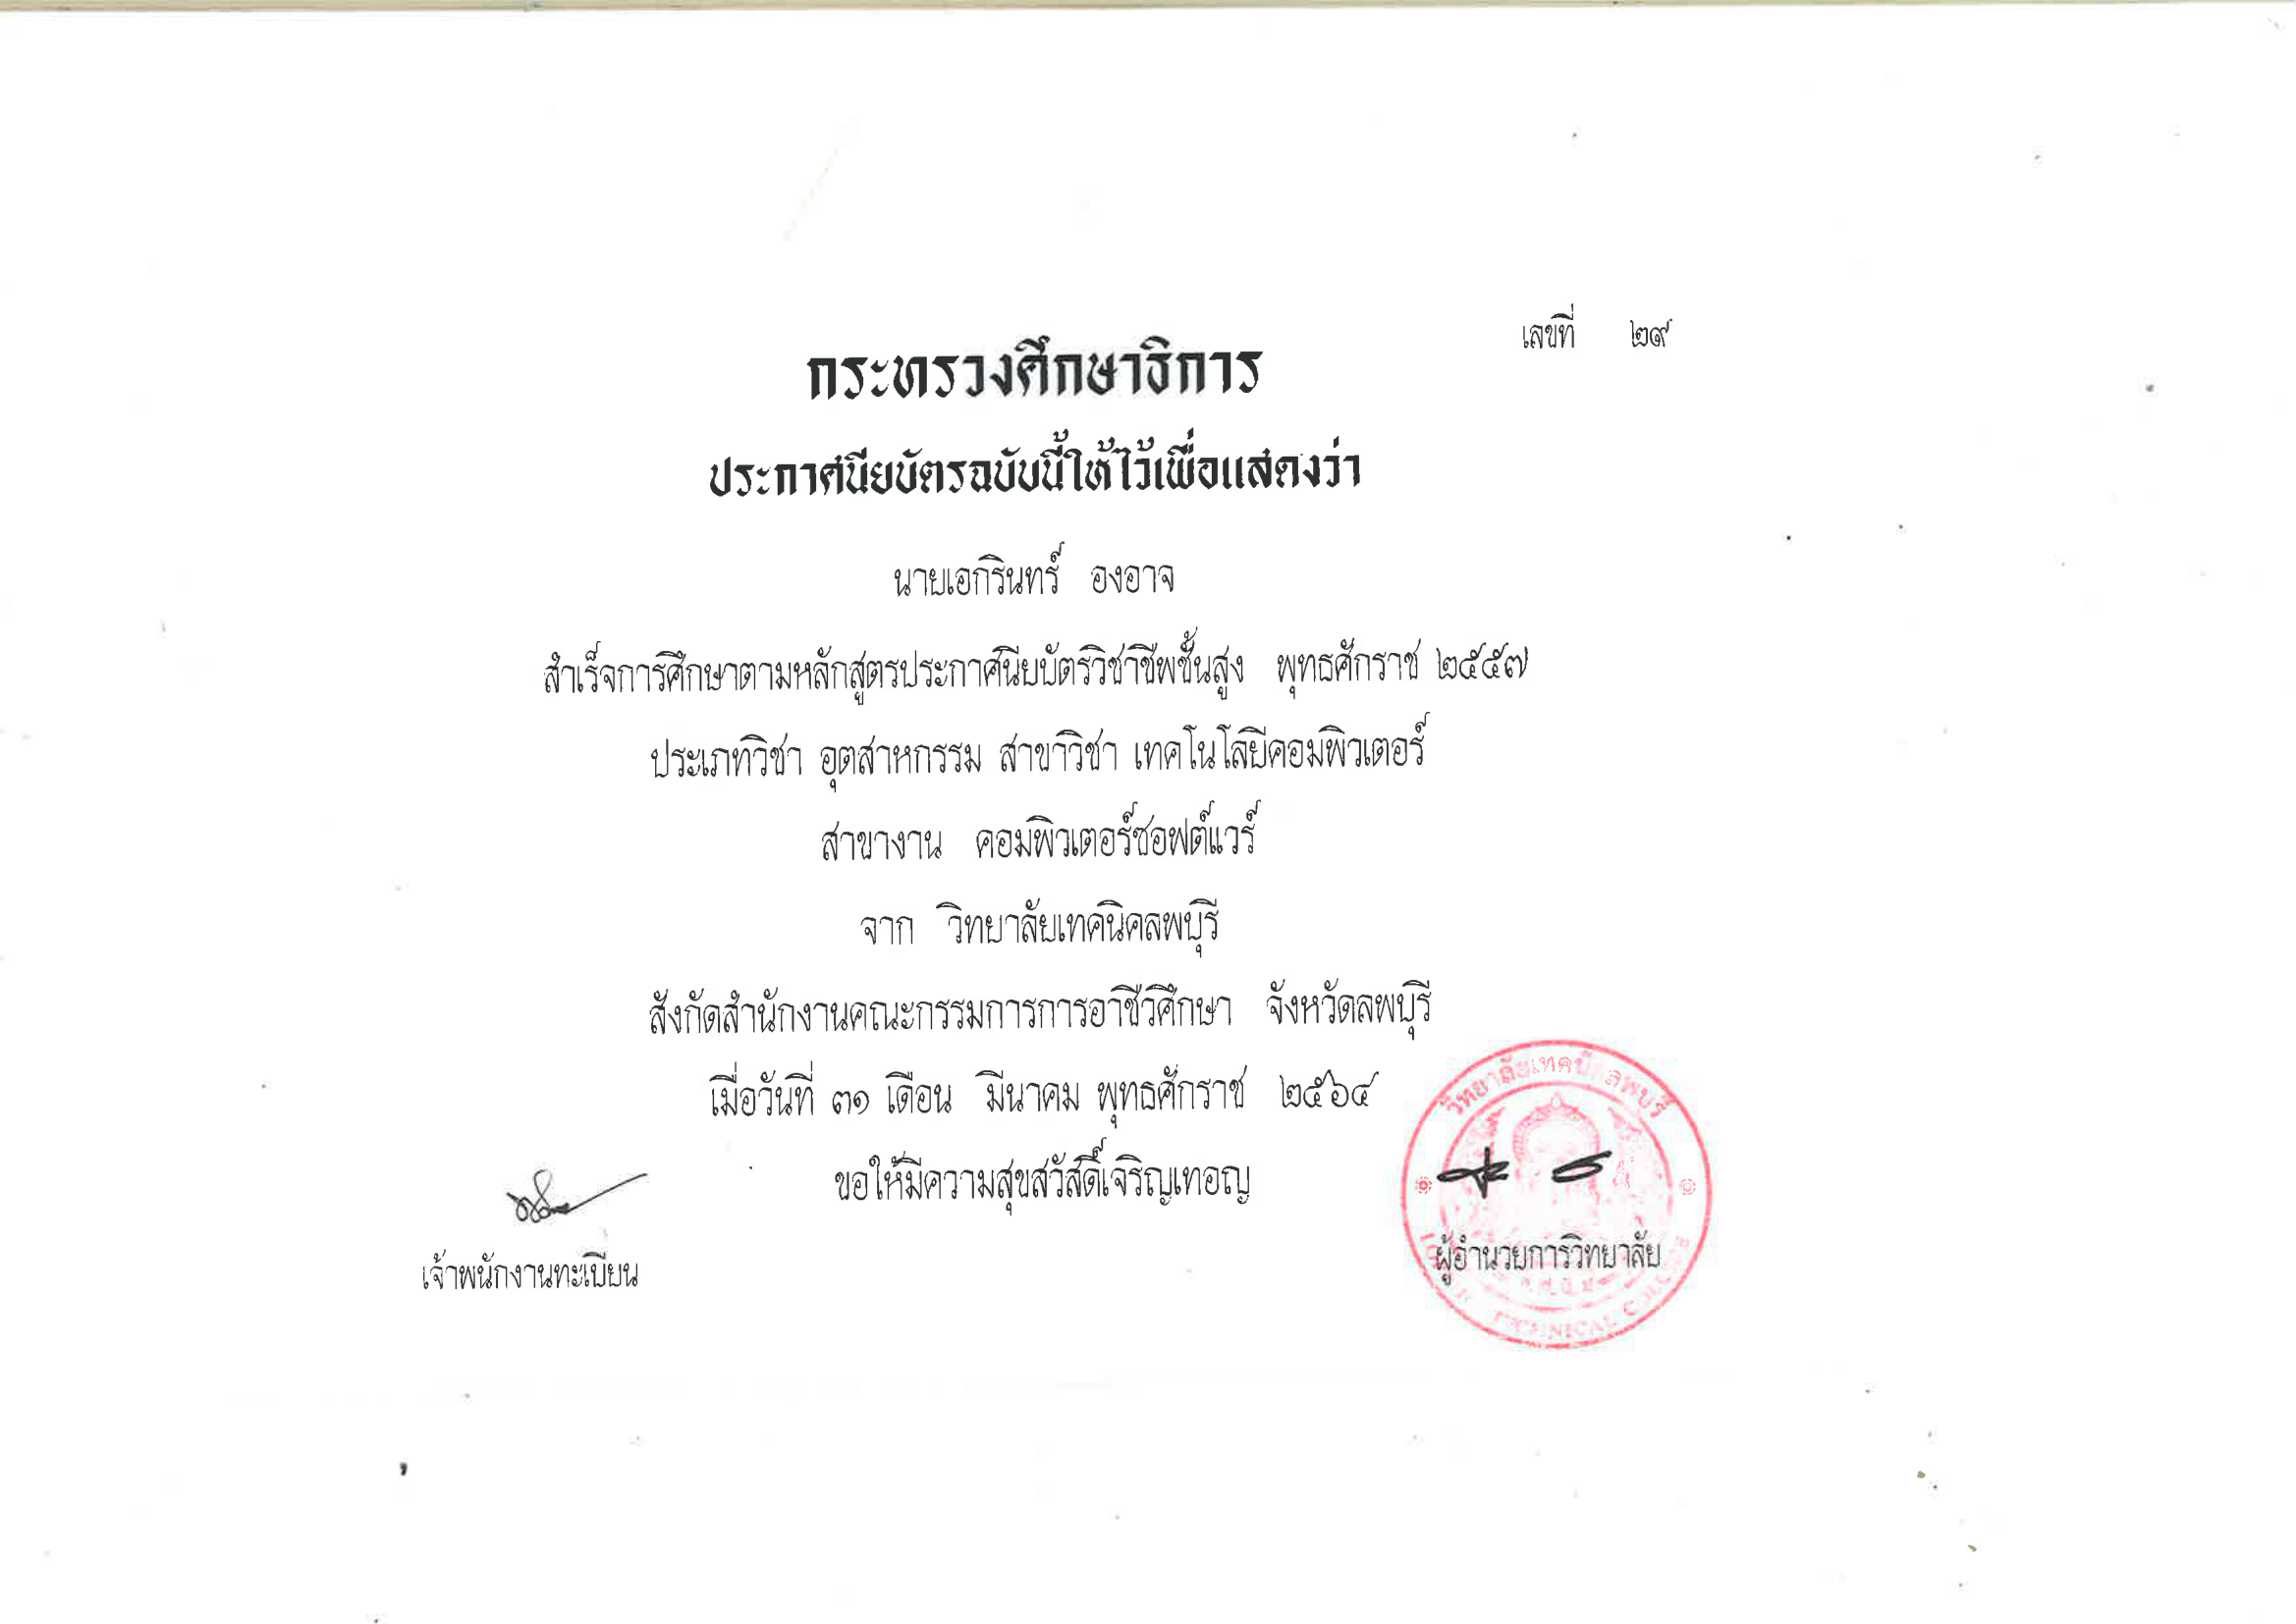 เลขที่ ๒๙
กระทรวงศึกษาธิการ
ประกาศนียบัตรฉบับนี้ให้ไว้เพื่อแสดงว่า
นายเอกรินทร์ องอาจ
สำเร็จการศึกษาตามหลักสูตรประกาศนียบัตรวิชาชีพชั้นสูง พุทธศักราช ๒๕๕๗
ประเภทวิชา อุตสาหกรรม สาขาวิชา เทคโนโลยีคอมพิวเตอร์
สาขางาน คอมพิวเตอร์ซอฟต์แวร์
จาก วิทยาลัยเทคนิคลพบุรี
สังกัดสำนักงานคณะกรรมการการอาชีวศึกษา จังหวัดลพบุรี
เมื่อวันที่ ๓๑ เดือน มีนาคม พุทธศักราช ๒๕๖๔
ขอให้มีความสุขสวัสดิ์เจริญเทอญ
เจ้าพนักงานทะเบียน
วิทยาลัยเทคนิคลพบุรี
ผู้อำนวยการวิทยาลัย
TECHNICAL COLLEGE